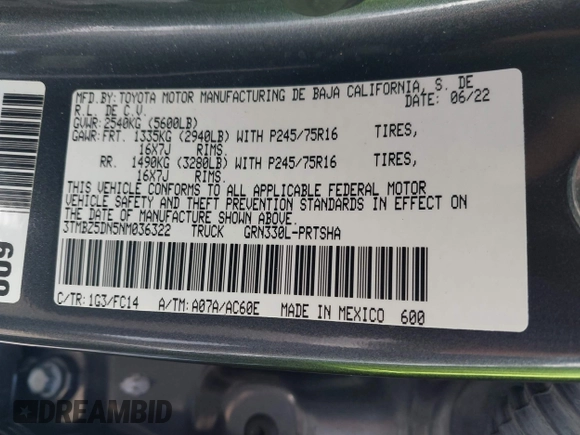 MFD.BY:TOYOTA MOTOR MANUFACTURING DE BAJA CALIFORNIA, S. DE
R.L. DE C.V. DATE: 06/22
GVWR: 2540KG (5600LB)
GAWR:FRT. 1335KG (2940LB) WITH P245/75R16 TIRES,
16X7J RIMS.
RR. 1490KG (3280LB) WITH P245/75R16 TIRES,
16X7J RIMS.
THIS VEHICLE CONFORMS TO ALL APPLICABLE FEDERAL MOTOR
VEHICLE SAFETY AND THEFT PREVENTION STANDARDS IN EFFECT ON
THE DATE OF MANUFACTURE SHOWN ABOVE.
3TMBZ5DN5NM036322 TRUCK GRN330L-PRTSHA
C/TR:1G3/FC14 A/TM:A07A/AC60E MADE IN MEXICO 600
600
DREAMBID